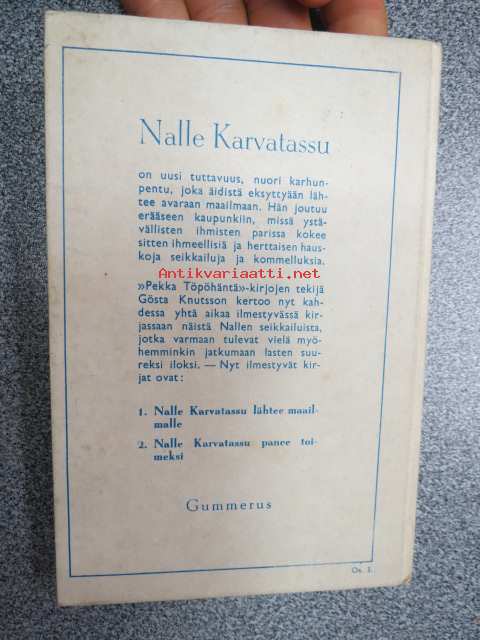 Nalle Karvatassu
on uusi tuttavuus, nuori karhun-
pentu, joka äidistä eksyttyään läh-
tee avaraan maailmaan. Hän joutuu
erääseen kaupunkiin, missä ystä-
vällisten ihmisten parissa kokee
sitten ihmeellisiä ja herttaisen haus-
koja seikkailuja ja kommelluksia.
Antikvariaatti.net
»Pekka Töpöhäntä»-kirjojen tekijä
Gösta Knutsson kertoo nyt kah-
dessa yhtä aikaa ilmestyvässä kir-
jassaan näistä Nallen seikkailuista,
jotka varmaan tulevat vielä myö-
hemminkin jatkumaan lasten suu-
reksi iloksi. — Nyt ilmestyvät kir-
jat ovat:
1. Nalle Karvatassu lähtee maail-
malle
2. Nalle Karvatassu panee toi-
meksi
Gummerus
Os. 1.